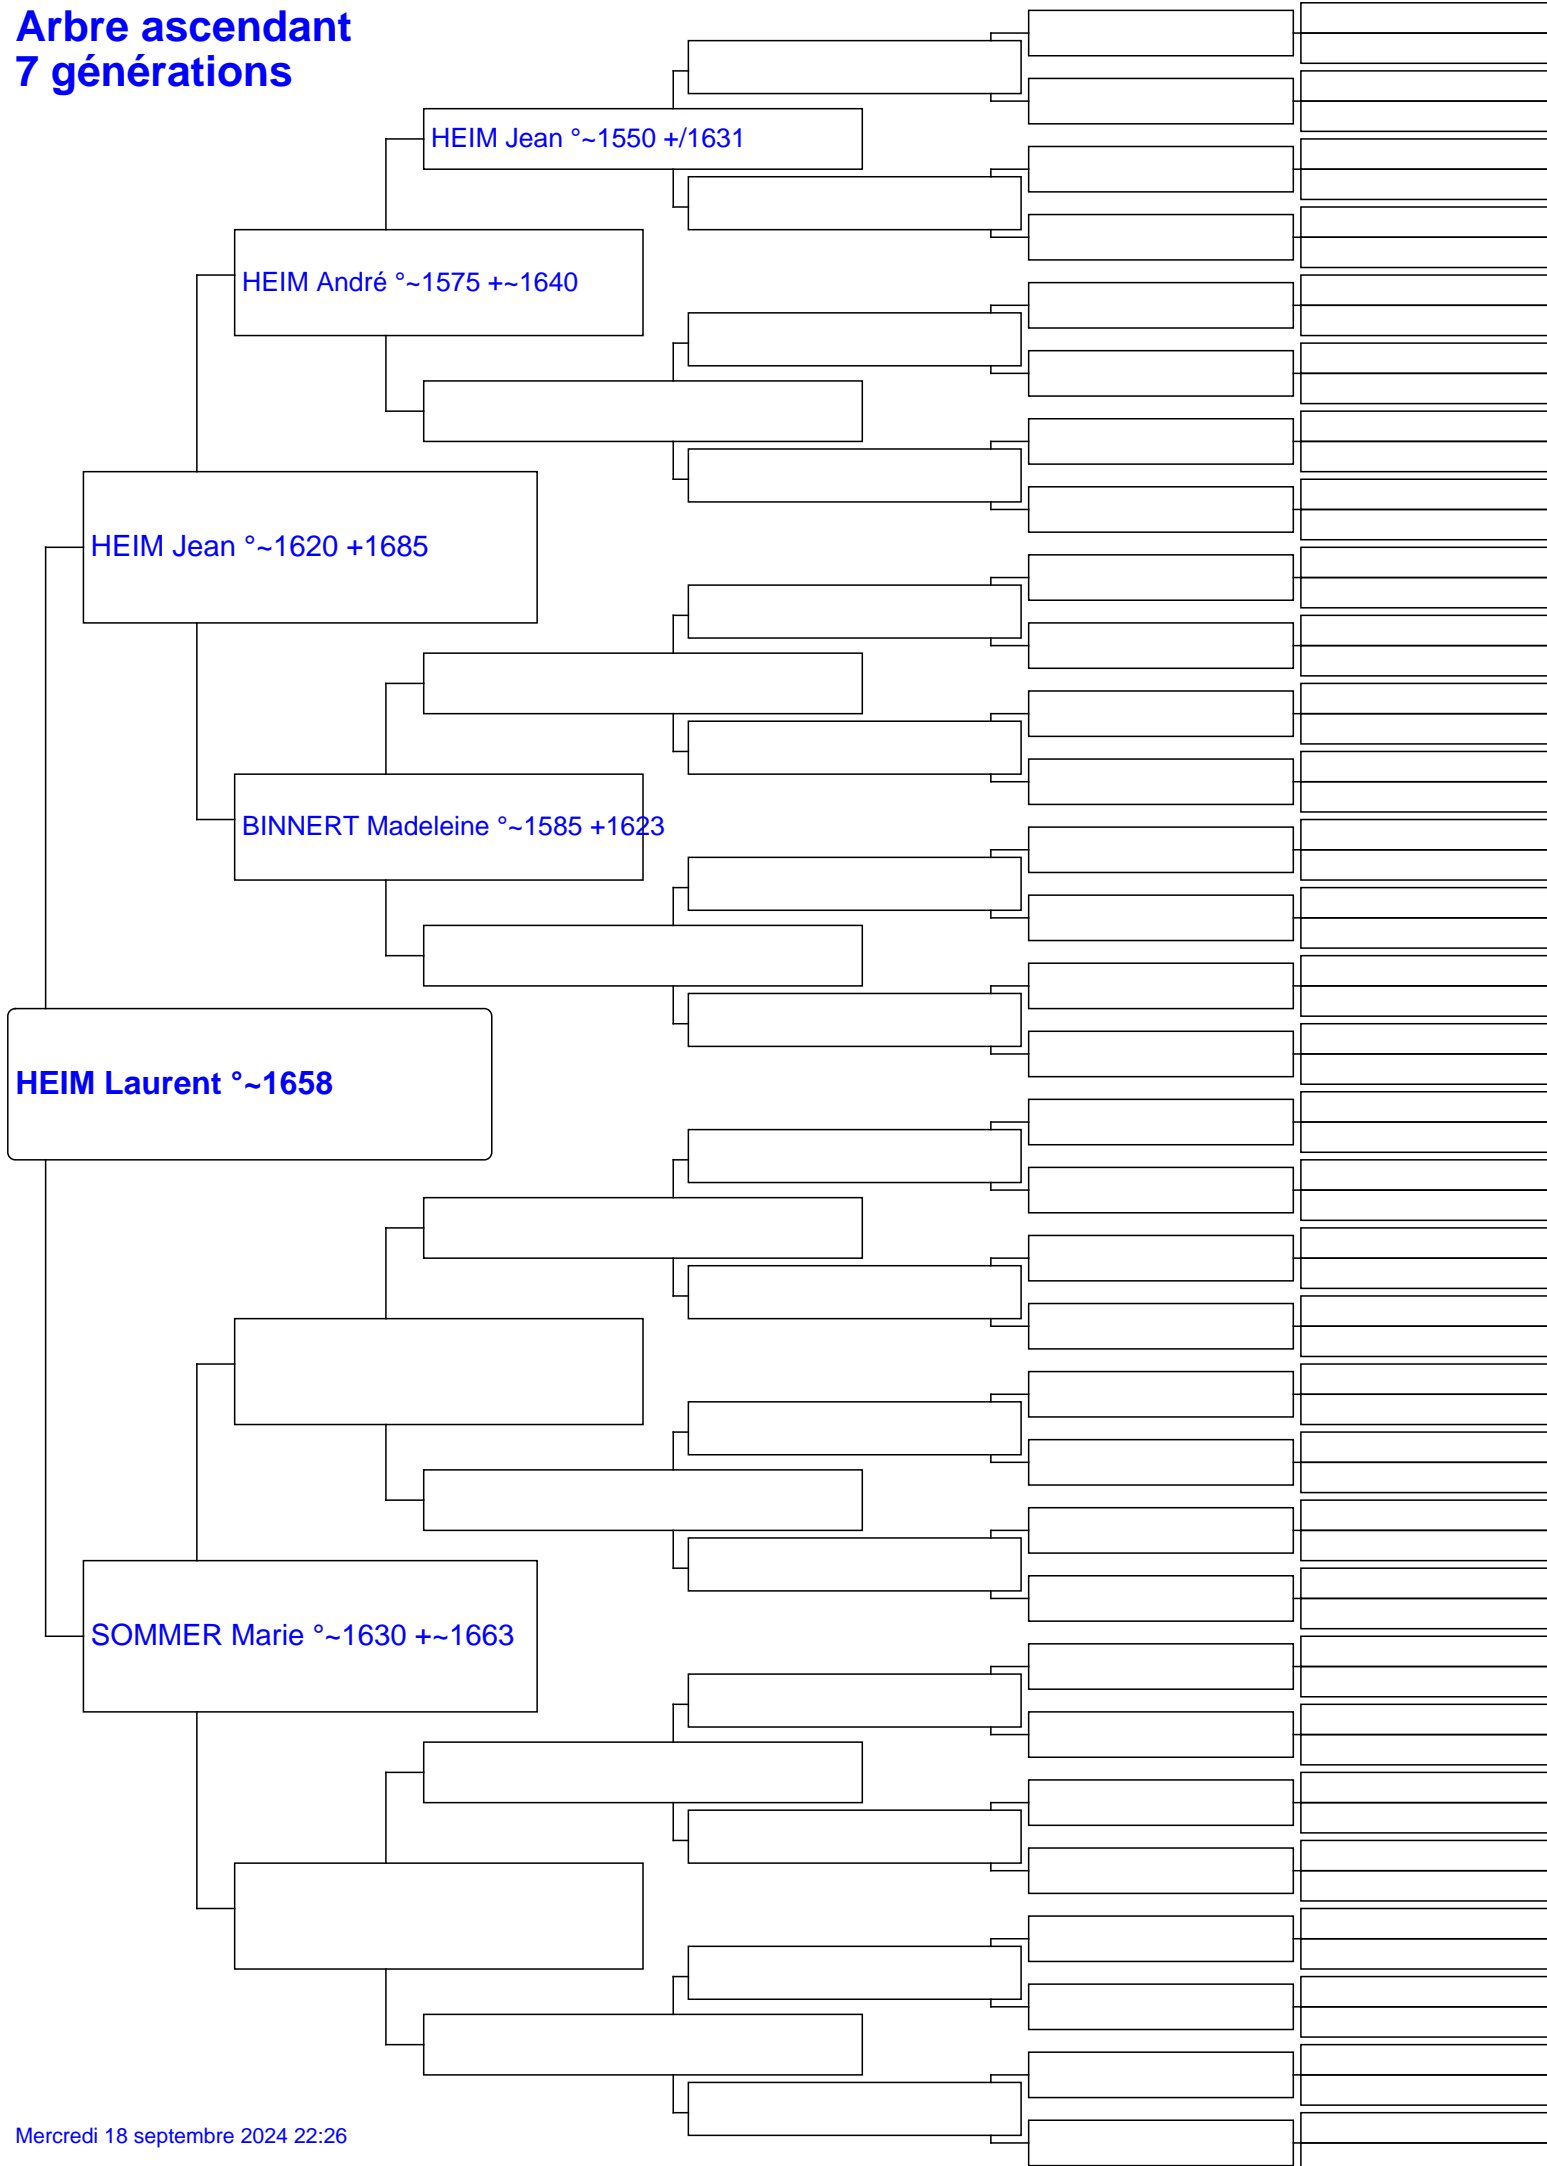 Arbre ascendant
7 générations
HEIM Jean °~1550 +/1631
HEIM André °~1575 +~1640
HEIM Jean °~1620 +1685
BINNERT Madeleine °~1585 +1623
HEIM Laurent °~1658
SOMMER Marie °~1630 +~1663
Mercredi 18 septembre 2024 22:26